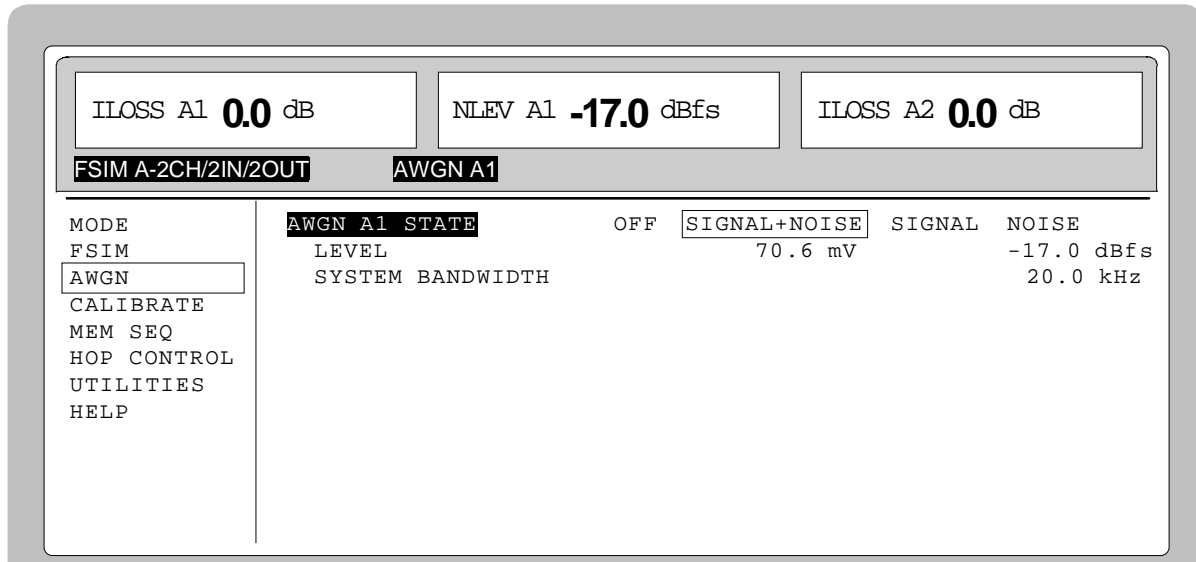 ILOSS A1 0.0 dB
NLEV A1 -17.0 dBfs
ILOSS A2 0.0 dB
FSIM A-2CH/2IN/2OUT
AWGN A1
MODE
FSIM
AWGN
CALIBRATE
MEM SEQ
HOP CONTROL
UTILITIES
HELP
AWGN A1 STATE OFF SIGNAL+NOISE SIGNAL NOISE
LEVEL 70.6 mV -17.0 dBfs
SYSTEM BANDWIDTH 20.0 kHz